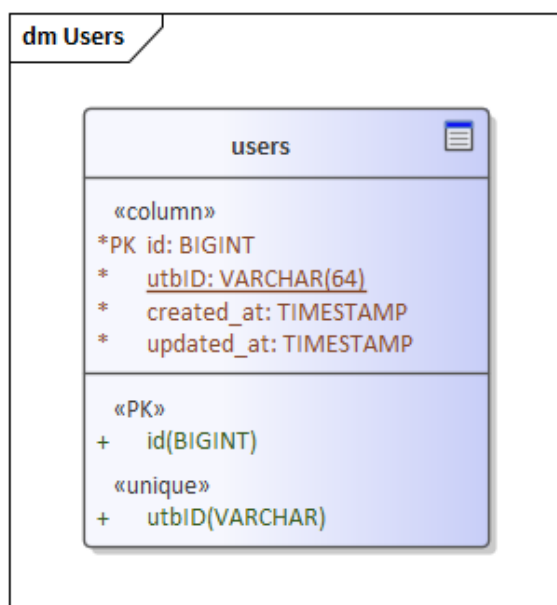 dm Users
users
«column»
*PK id: BIGINT
* utbID: VARCHAR(64)
* created_at: TIMESTAMP
* updated_at: TIMESTAMP
«PK»
+ id(BIGINT)
«unique»
+ utbID(VARCHAR)